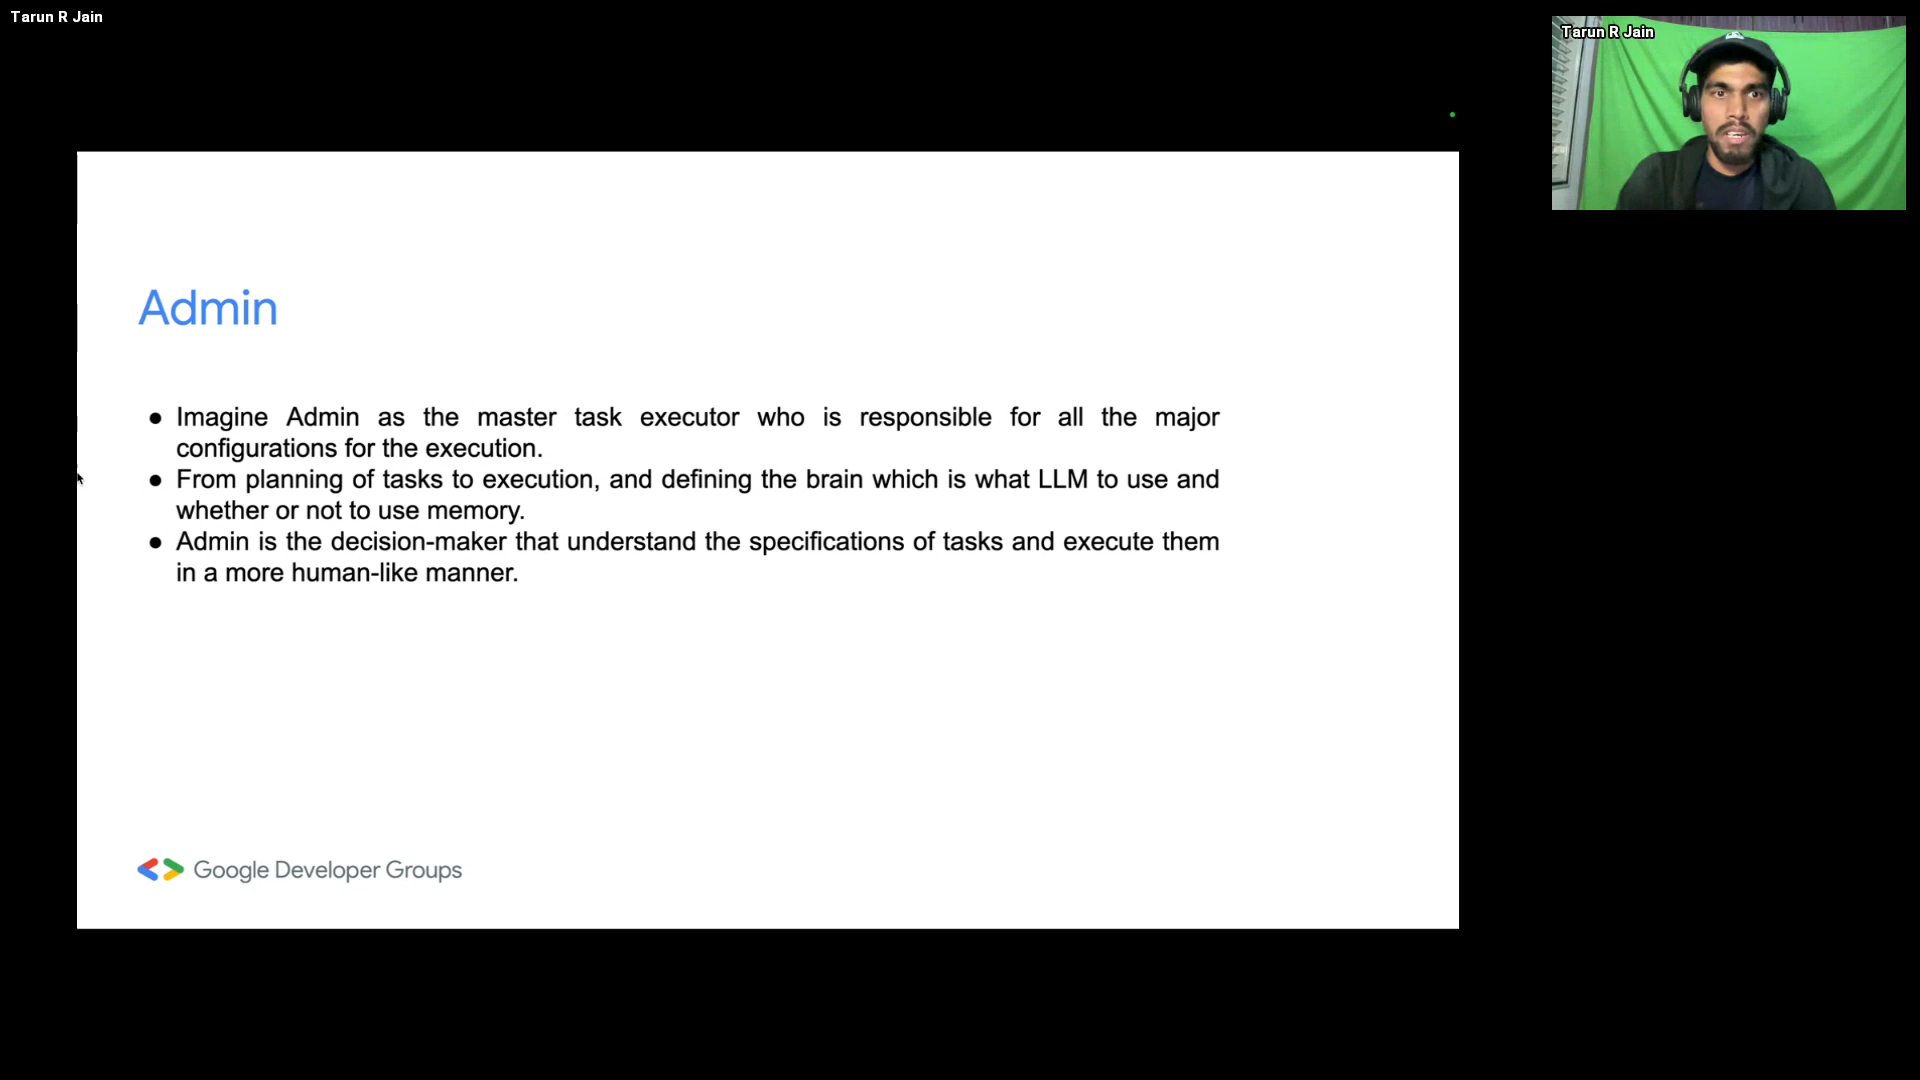 Tarun R Jain
Tarun R Jain
Admin
● Imagine Admin as the master task executor who is responsible for all the major
configurations for the execution.
● From planning of tasks to execution, and defining the brain which is what LLM to use and
whether or not to use memory.
● Admin is the decision-maker that understand the specifications of tasks and execute them
in a more human-like manner.
Google Developer Groups